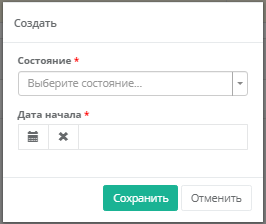 Создать
Состояние *
Выберите состояние...
Дата начала *
Сохранить Отменить